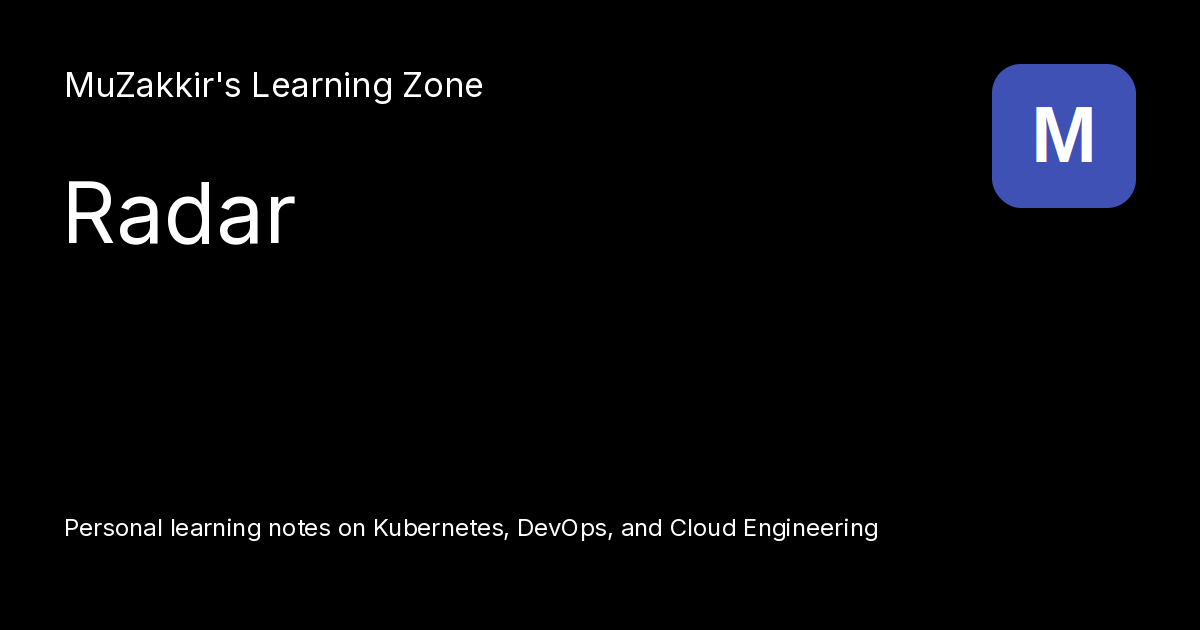 MuZakkir's Learning Zone
M
Radar
Personal learning notes on Kubernetes, DevOps, and Cloud Engineering